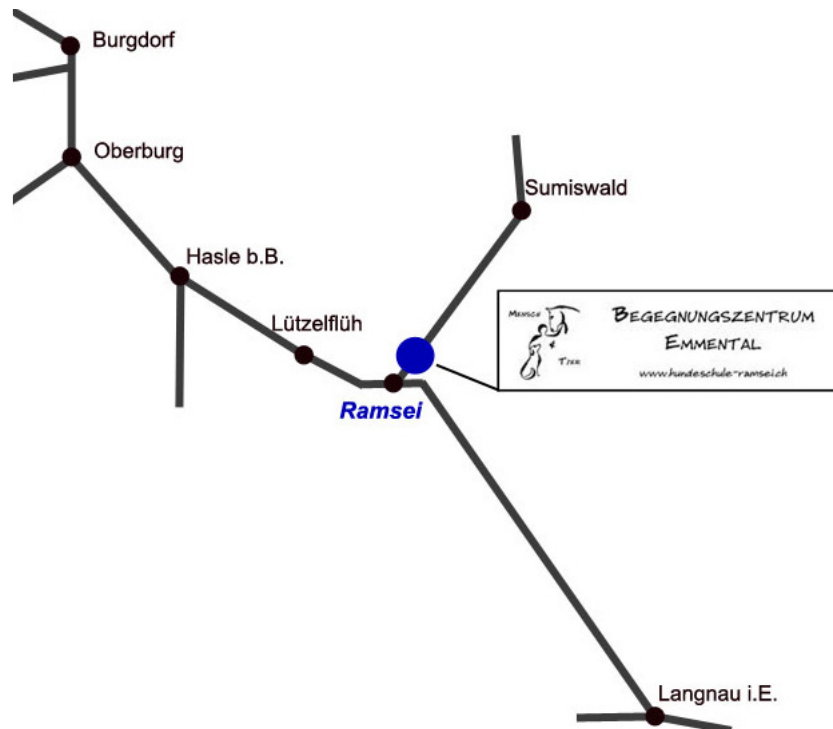 Burgdorf
Oberburg
Sumiswald
Hasle b.B.
Lützelflüh
Ramsei
MENSCH
&
TIER
BEGEGNUNGSZENTRUM
EMMENTAL
www.hundeschule-ramsei.ch
Langnau i.E.